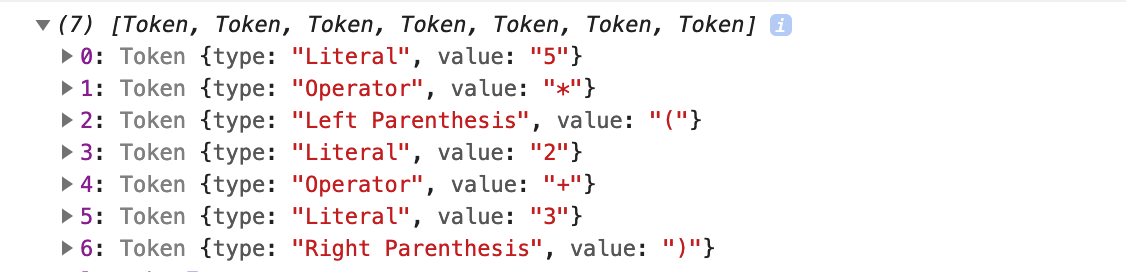 (7) [Token, Token, Token, Token, Token, Token, Token] i
0: Token {type: "Literal", value: "5"}
1: Token {type: "Operator", value: "*"}
2: Token {type: "Left Parenthesis", value: "("}
3: Token {type: "Literal", value: "2"}
4: Token {type: "Operator", value: "+"}
5: Token {type: "Literal", value: "3"}
6: Token {type: "Right Parenthesis", value: ")"}